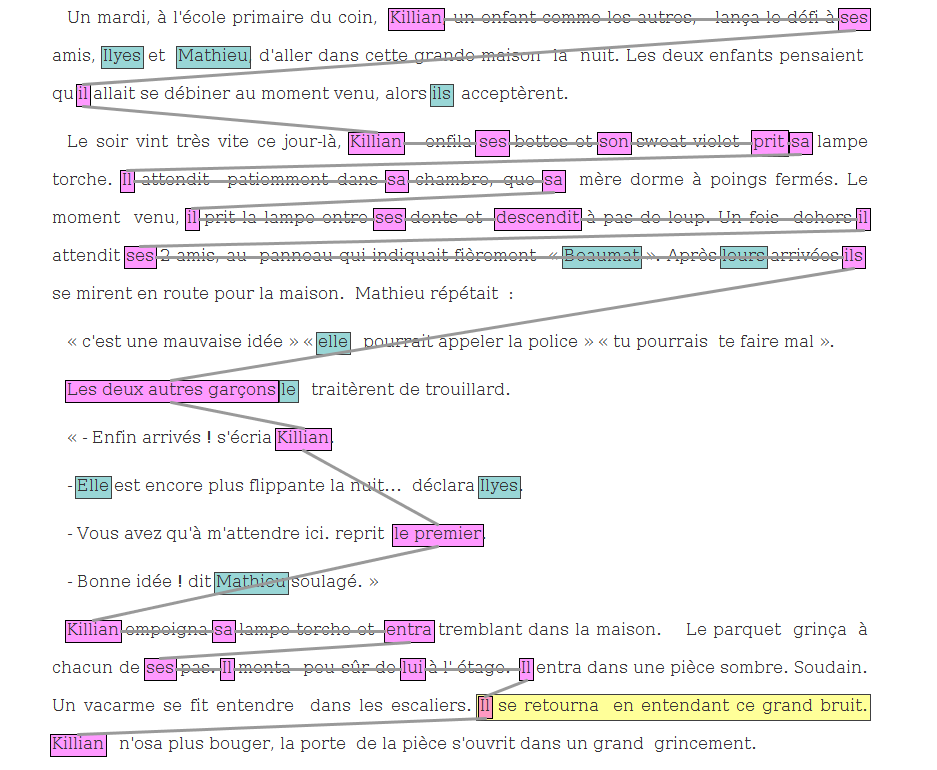 Un mardi, à l'école primaire du coin, Killian un enfant comme les autres, lança le défi à ses
amis, Ilyes et Mathieu d'aller dans cette grande maison la nuit. Les deux enfants pensaient
qu il allait se débiner au moment venu, alors ils acceptèrent.
Le soir vint très vite ce jour-là, Killian enfila ses bottes et son sweat violet prit sa lampe
torche. Il attendit patiemment dans sa chambre, que sa mère dorme à poings fermés. Le
moment venu, il prit la lampe entre ses dents et descendit à pas de loup. Un fois dehors il
attendit ses 2 amis, au panneau qui indiquait fièrement « Beaumat ». Après leurs arrivées ils
se mirent en route pour la maison. Mathieu répétait :
« c'est une mauvaise idée » « elle pourrait appeler la police » « tu pourrais te faire mal ».
Les deux autres garçons le traitèrent de trouillard.
« - Enfin arrivés ! s'écria Killian.
- Elle est encore plus flippante la nuit... déclara Ilyes.
- Vous avez qu'à m'attendre ici. reprit le premier.
- Bonne idée ! dit Mathieu soulagé. »
Killian empoigna sa lampe torche et entra tremblant dans la maison. Le parquet grinça à
chacun de ses pas. Il monta peu sûr de lui à l' étage. Il entra dans une pièce sombre. Soudain.
Un vacarme se fit entendre dans les escaliers. Il se retourna en entendant ce grand bruit.
Killian n'osa plus bouger, la porte de la pièce s'ouvrit dans un grand grincement.